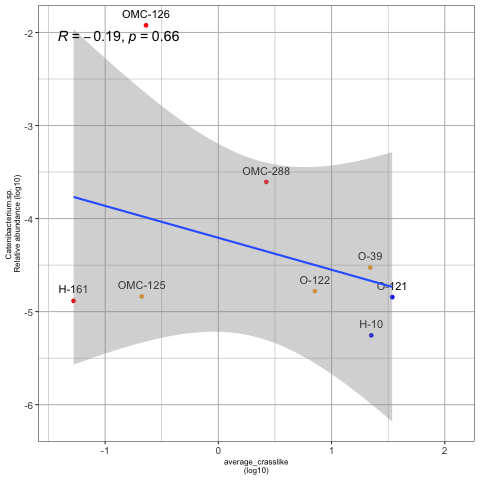 OMC-126
R = −0.19, p = 0.66
OMC-288
O-39
O-122
O-121
H-161
OMC-125
H-10
-2
-3
-4
-5
-6
-1
0
1
2
Catenibacterium.sp.
Relative abundance (log10)
average_crasslike
(log10)